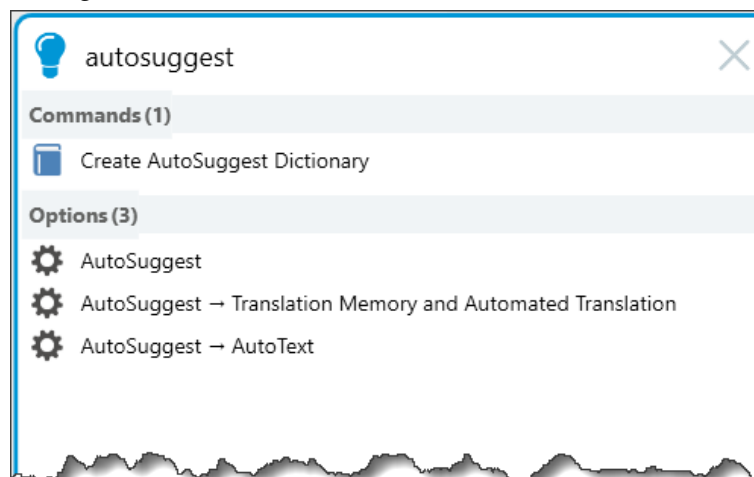 autosuggest
Commands (1)
Create AutoSuggest Dictionary
Options (3)
AutoSuggest
AutoSuggest → Translation Memory and Automated Translation
AutoSuggest → AutoText